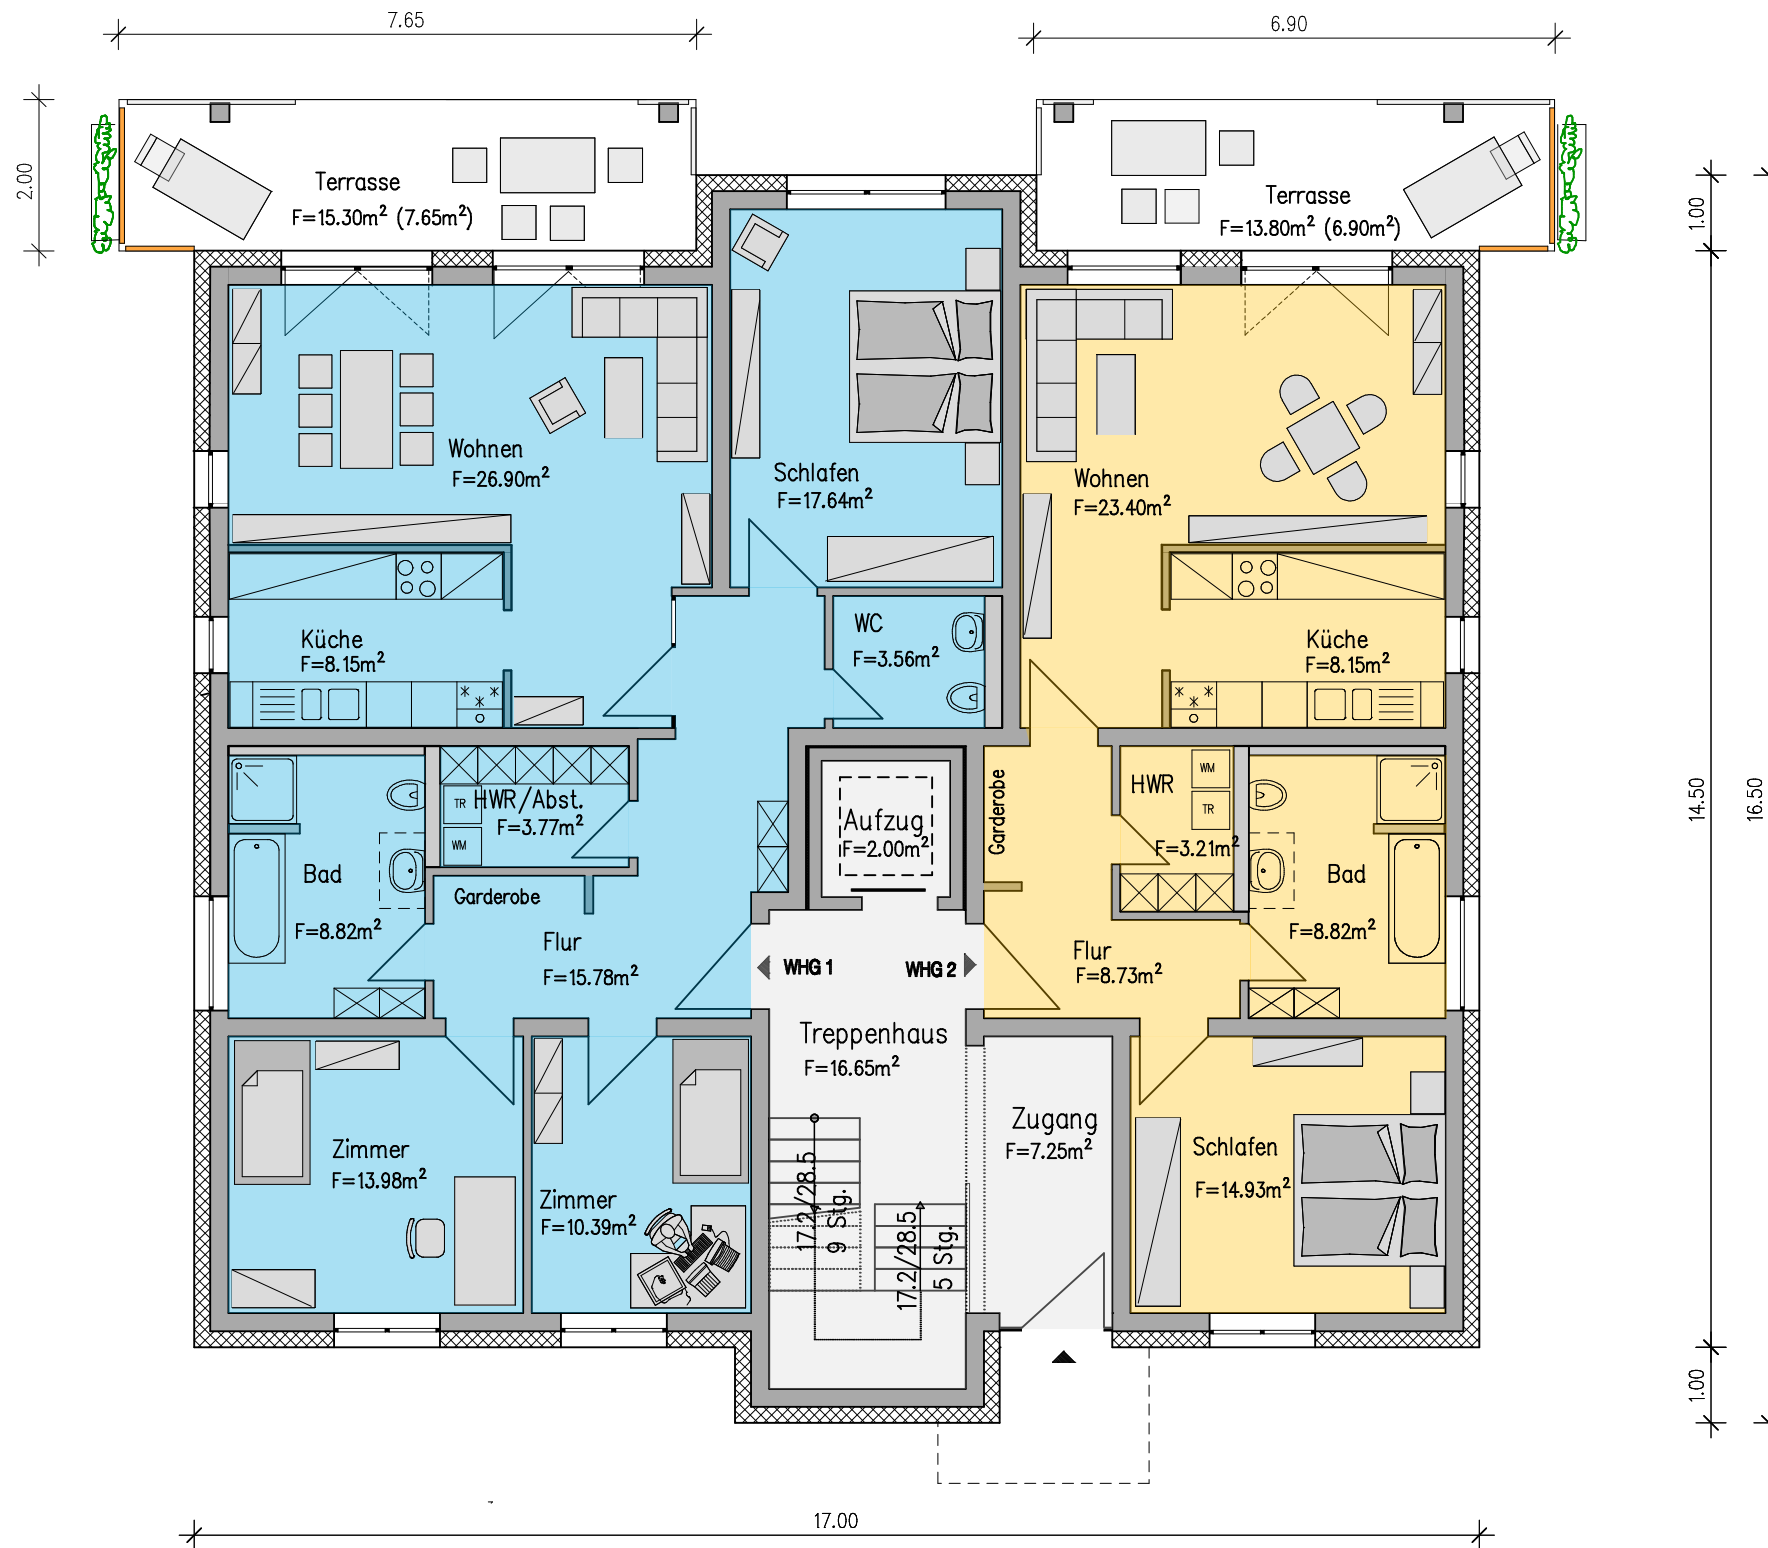 7.65
6.90
2.00
Terrasse
F=15.30m² (7.65m²)
Terrasse
F=13.80m² (6.90m²)
1.00
Wohnen
F=26.90m²
Schlafen
F=17.64m²
Wohnen
F=23.40m²
Küche
F=8.15m²
WC
F=3.56m²
Küche
F=8.15m²
HWR/Abst.
F=3.77m²
TR
WM
Aufzug
F=2.00m²
Garderobe
HWR
F=3.21m²
WM
TR
14.50
16.50
Bad
F=8.82m²
Garderobe
Bad
F=8.82m²
Flur
F=15.78m²
WHG 1
WHG 2
Flur
F=8.73m²
Treppenhaus
F=16.65m²
Zimmer
F=13.98m²
Zimmer
F=10.39m²
17.2/28.5
9 Stg.
17.2/28.5
5 Stg.
Zugang
F=7.25m²
Schlafen
F=14.93m²
1.00
17.00